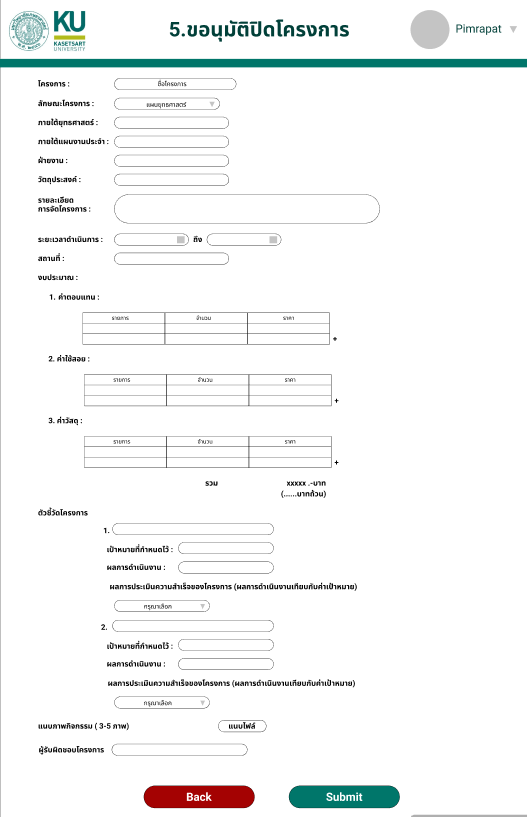 KU
KASETSART
UNIVERSITY
5.ขอนุมัติปิดโครงการ
Pimrapat
โครงการ : ชื่อโครงการ
ลักษณะโครงการ : แผนยุทธศาสตร์
ภายใต้ยุทธศาสตร์ :
ภายใต้แผนงานประจำ :
ฝ่ายงาน :
วัตถุประสงค์ :
รายละเอียด
การจัดโครงการ :
ระยะเวลาดำเนินการ : ถึง
สถานที่ :
งบประมาณ :
1. ค่าตอบแทน :
รายการ จำนวน ราคา
+
2. ค่าใช้สอย :
รายการ จำนวน ราคา
+
3. ค่าวัสดุ :
รายการ จำนวน ราคา
+
รวม xxxxx .-บาท
(......บาทถ้วน)
ตัวชี้วัดโครงการ
1.
เป้าหมายที่กำหนดไว้ :
ผลการดำเนินงาน :
ผลการประเมินความสำเร็จของโครงการ (ผลการดำเนินงานเทียบกับค่าเป้าหมาย)
กรุณาเลือก
2.
เป้าหมายที่กำหนดไว้ :
ผลการดำเนินงาน :
ผลการประเมินความสำเร็จของโครงการ (ผลการดำเนินงานเทียบกับค่าเป้าหมาย)
กรุณาเลือก
แนบภาพกิจกรรม ( 3-5 ภาพ) แนบไฟล์
ผู้รับผิดชอบโครงการ
Back Submit